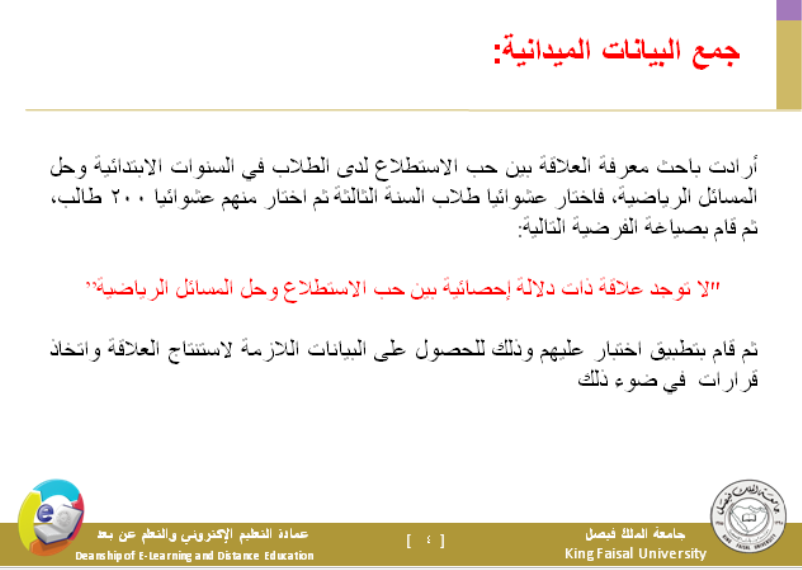 جمع البيانات الميدانية:
أرادت باحث معرفة العلاقة بين حب الاستطلاع لدى الطلاب في السنوات الابتدائية وحل
المسائل الرياضية، فاختار عشوائيا طلاب السنة الثالثة ثم اختار منهم عشوائيا ٢٠٠ طالب،
ثم قام بصياغة الفرضية التالية:
"لا توجد علاقة ذات دلالة إحصائية بين حب الاستطلاع وحل المسائل الرياضية”
ثم قام بتطبيق اختبار عليهم وذلك للحصول على البيانات اللازمة لاستنتاج العلاقة واتخاذ
قرارات في ضوء ذلك
جامعة الملك فيصل
King Faisal University
[ ٤ ]
عمادة التعليم الإلكتروني والتعلم عن بعد
Deanship of E-Learning and Distance Education